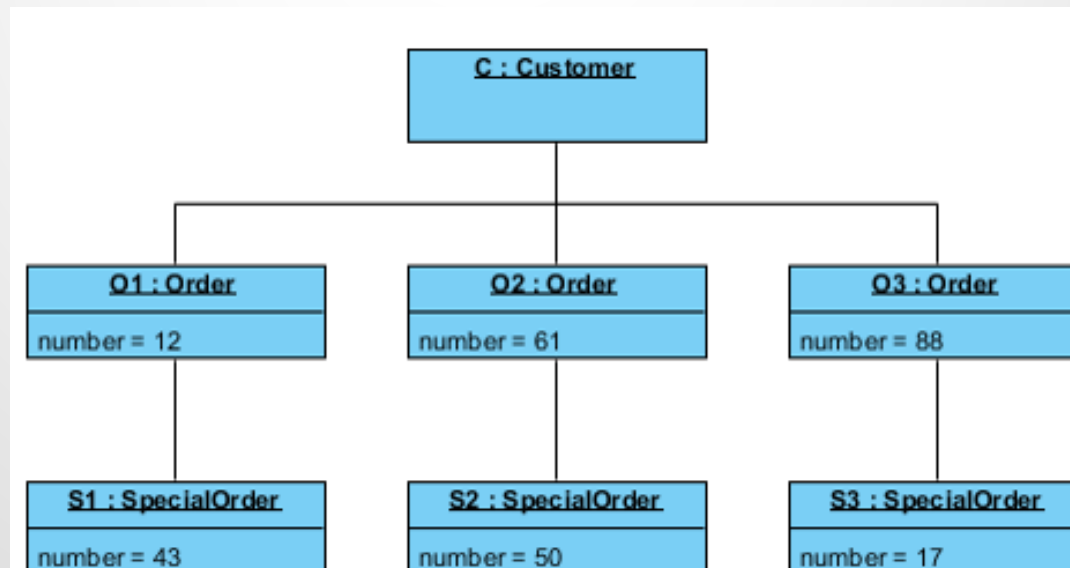 C : Customer
O1 : Order
number = 12
O2 : Order
number = 61
O3 : Order
number = 88
S1 : SpecialOrder
number = 43
S2 : SpecialOrder
number = 50
S3 : SpecialOrder
number = 17